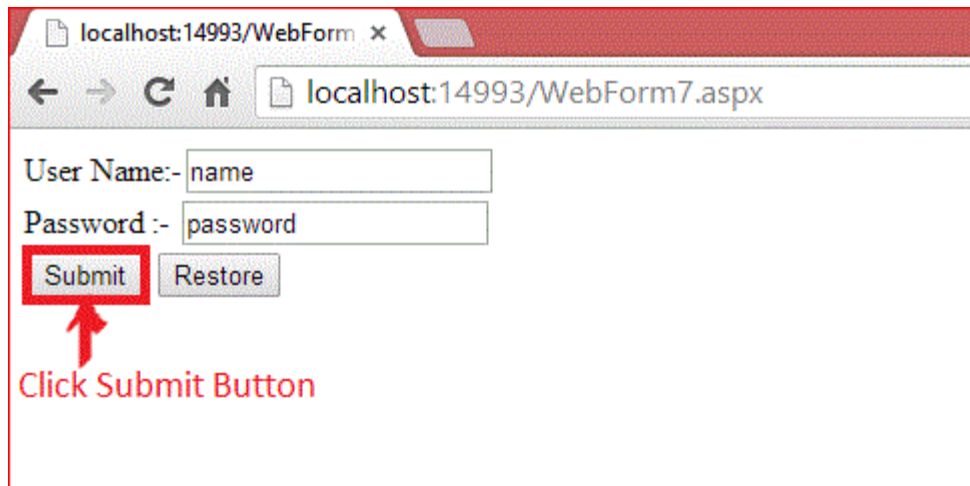 localhost:14993/WebForm
localhost:14993/WebForm7.aspx
User Name:- name
Password :- password
Submit Restore
Click Submit Button